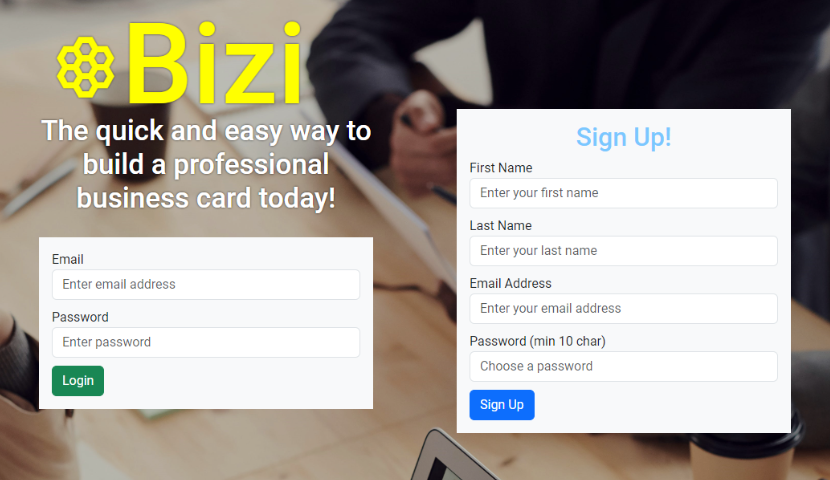 Bizi
The quick and easy way to
build a professional
business card today!
Email
Enter email address
Password
Enter password
Login
Sign Up!
First Name
Enter your first name
Last Name
Enter your last name
Email Address
Enter your email address
Password (min 10 char)
Choose a password
Sign Up